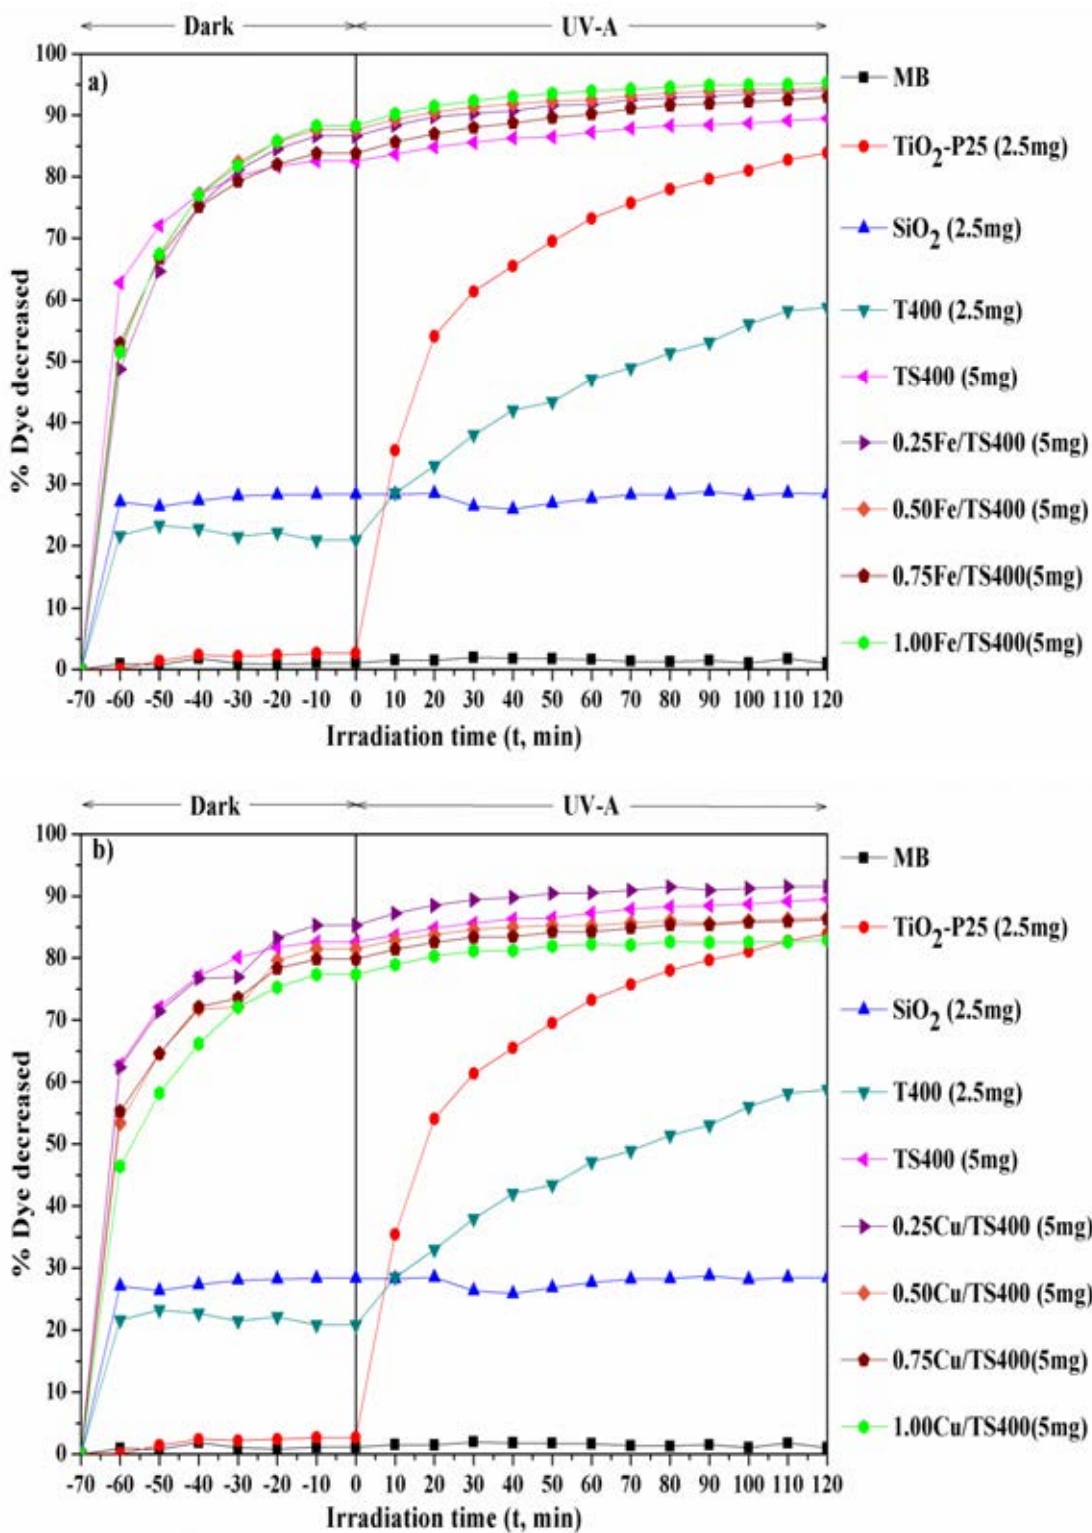 Dark UV-A
100
90
80
70
60
50
40
30
20
10
0
% Dye decreased
a)
-70 -60 -50 -40 -30 -20 -10 0 10 20 30 40 50 60 70 80 90 100 110 120
Irradiation time (t, min)
MB
TiO2-P25 (2.5mg)
SiO2 (2.5mg)
T400 (2.5mg)
TS400 (5mg)
0.25Fe/TS400 (5mg)
0.50Fe/TS400 (5mg)
0.75Fe/TS400(5mg)
1.00Fe/TS400(5mg)
Dark UV-A
100
90
80
70
60
50
40
30
20
10
0
% Dye decreased
b)
-70 -60 -50 -40 -30 -20 -10 0 10 20 30 40 50 60 70 80 90 100 110 120
Irradiation time (t, min)
MB
TiO2-P25 (2.5mg)
SiO2 (2.5mg)
T400 (2.5mg)
TS400 (5mg)
0.25Cu/TS400 (5mg)
0.50Cu/TS400 (5mg)
0.75Cu/TS400(5mg)
1.00Cu/TS400(5mg)